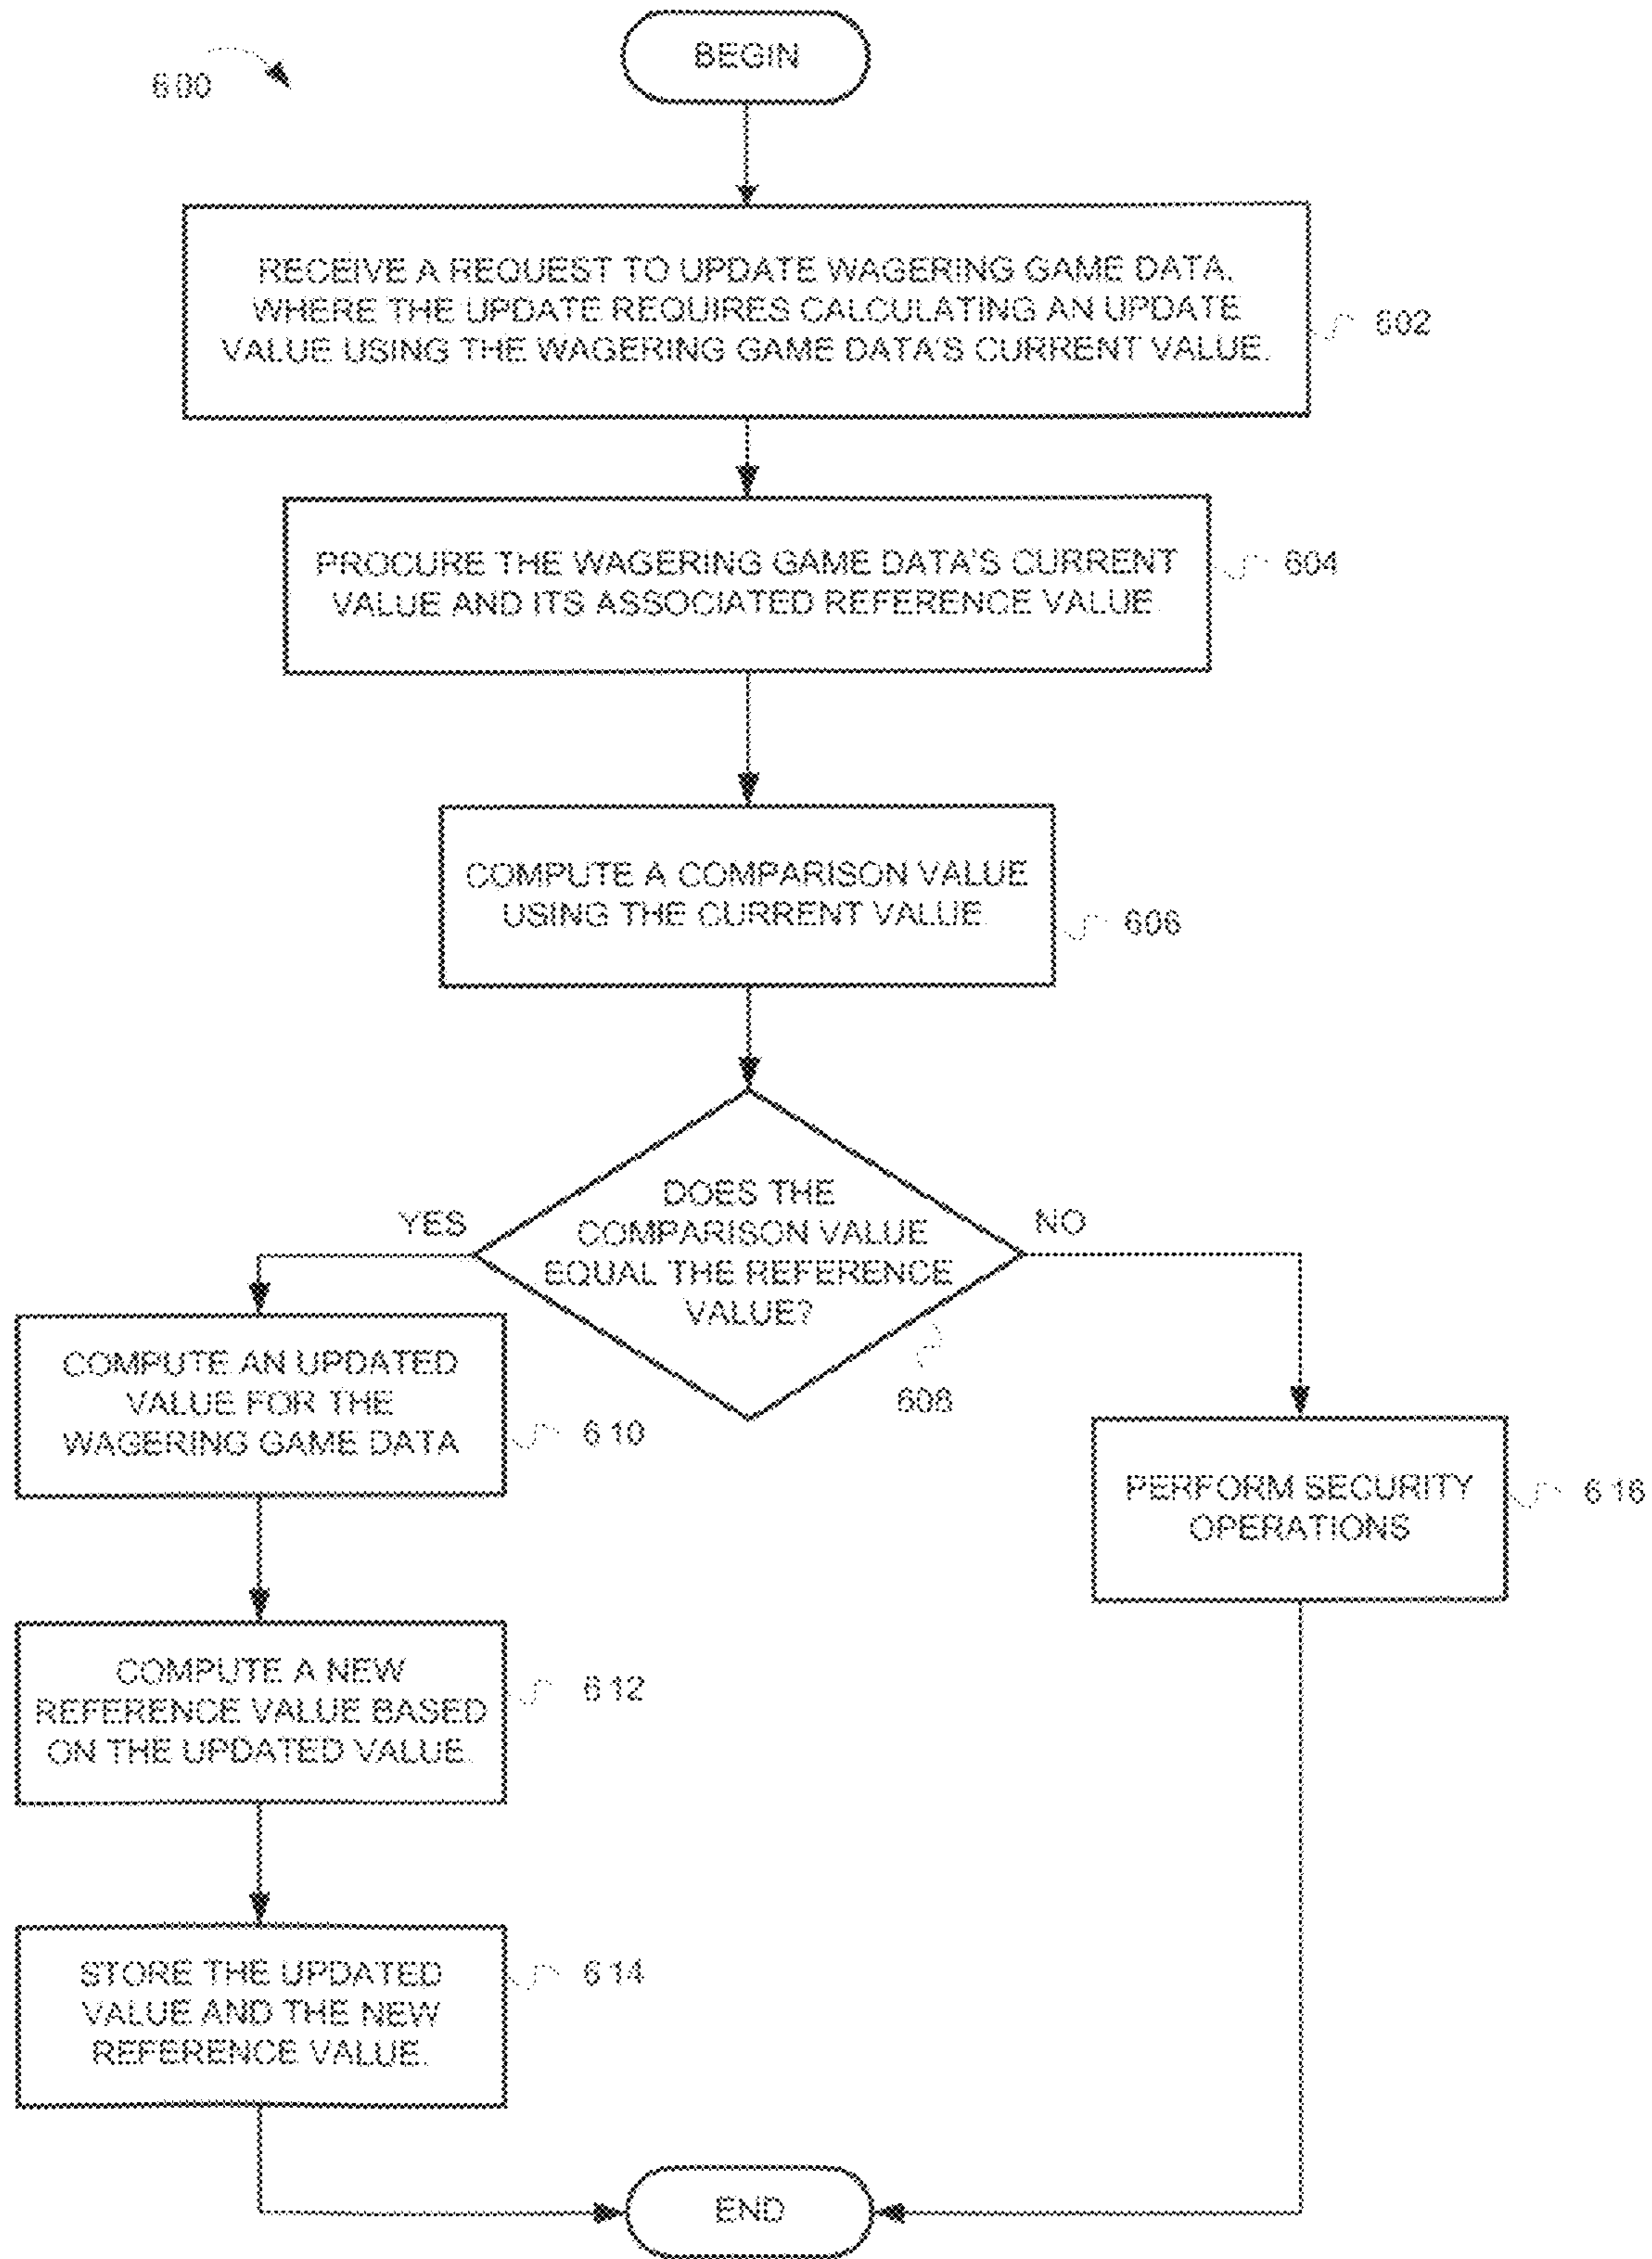 600
BEGIN
RECEIVE A REQUEST TO UPDATE WAGERING GAME DATA,
WHERE THE UPDATE REQUIRES CALCULATING AN UPDATE
VALUE USING THE WAGERING GAME DATA'S CURRENT VALUE.
602
PROCURE THE WAGERING GAME DATA'S CURRENT
VALUE AND ITS ASSOCIATED REFERENCE VALUE.
604
COMPUTE A COMPARISON VALUE
USING THE CURRENT VALUE
606
DOES THE
COMPARISON VALUE
EQUAL THE REFERENCE
VALUE?
608
YES
NO
COMPUTE AN UPDATED
VALUE FOR THE
WAGERING GAME DATA
610
PERFORM SECURITY
OPERATIONS
616
COMPUTE A NEW
REFERENCE VALUE BASED
ON THE UPDATED VALUE.
612
STORE THE UPDATED
VALUE AND THE NEW
REFERENCE VALUE.
614
END